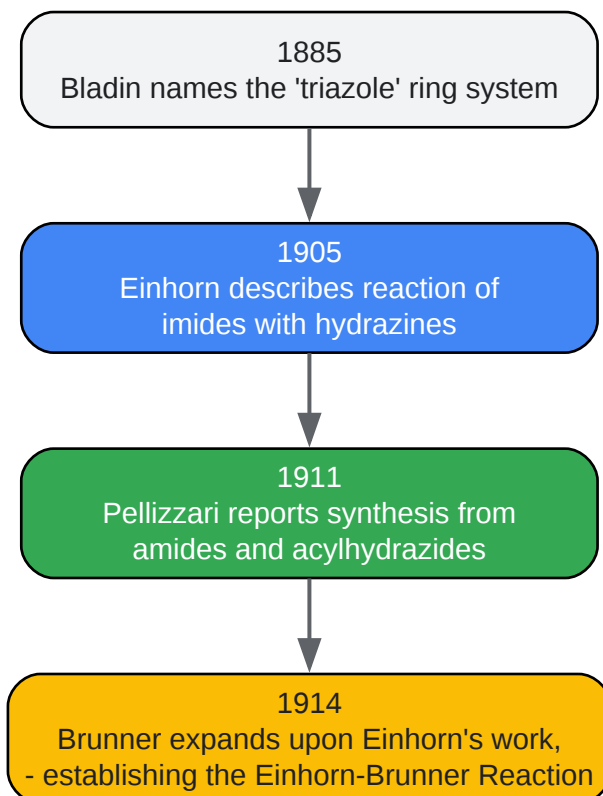 1885
Bladin names the 'triazole' ring system
1905
Einhorn describes reaction of
imides with hydrazines
1911
Pellizzari reports synthesis from
amides and acylhydrazides
1914
Brunner expands upon Einhorn's work,
- establishing the Einhorn-Brunner Reaction